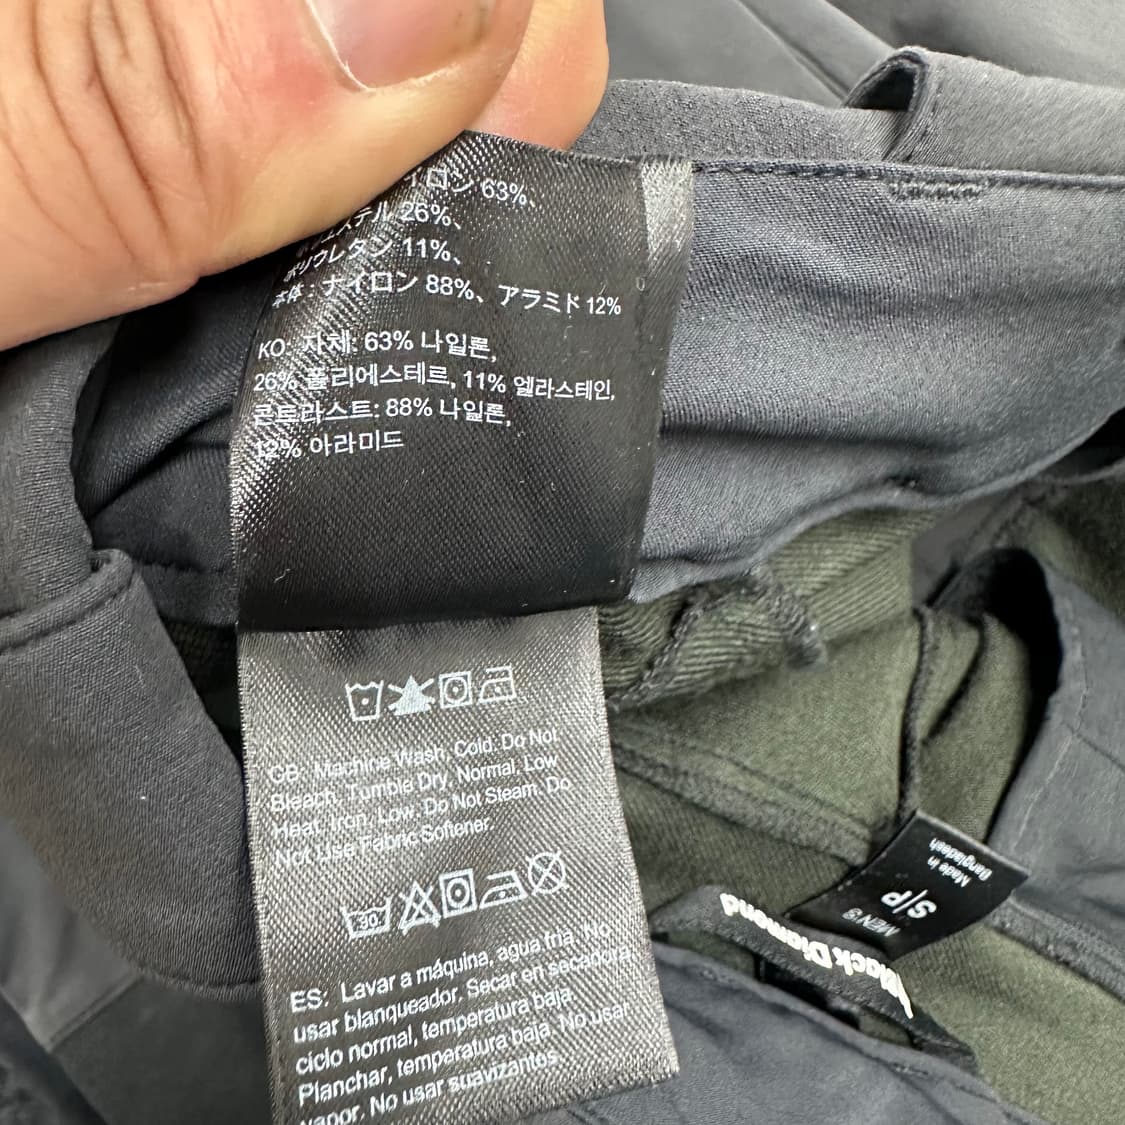 イロン 63%、
ポリエステル 26%、
ポリウレタン 11%、
本体: ナイロン 88%、アラミド 12%
KO: 자체: 63% 나일론,
26% 폴리에스테르, 11% 엘라스테인,
콘트라스트: 88% 나일론,
12% 아라미드
GB: Machine Wash, Cold. Do Not
Bleach. Tumble Dry, Normal, Low
Heat. Iron, Low. Do Not Steam. Do
Not Use Fabric Softener.
30
ES: Lavar a máquina, agua fria. No
usar blanqueador. Secar en secadora
ciclo normal, temperatura baja.
Planchar, temperatura baja. No usar
vapor. No usar suavizantes.
Black Diamond
MEN'S
S/P
Made in
Bangladesh